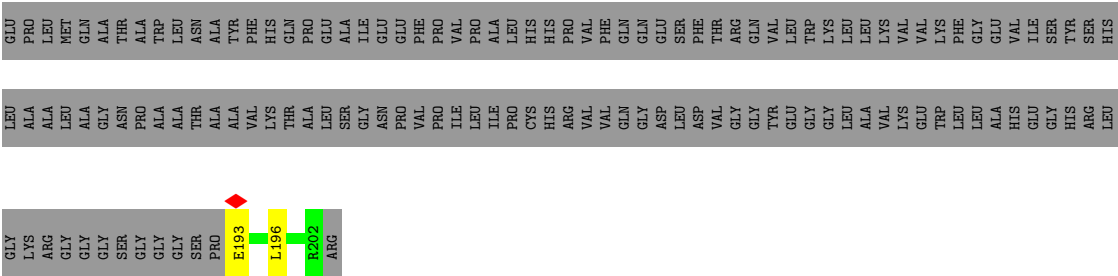 GLU PRO LEU MET GLN ALA THR ALA TRP LEU ASN ALA TYR PHE HIS GLN PRO GLU ALA ILE GLU GLU PHE PRO VAL PRO ALA LEU HIS HIS PRO VAL PHE GLN GLN GLU SER PHE THR ARG GLN VAL LEU TRP LYS LEU LEU LYS VAL VAL LYS PHE GLY GLU VAL ILE SER TYR SER HIS
LEU ALA ALA LEU ALA GLY ASN PRO ALA ALA THR ALA ALA VAL LYS THR ALA LEU SER GLY ASN PRO VAL PRO ILE LEU ILE PRO CYS HIS ARG VAL VAL GLN GLY ASP LEU ASP VAL GLY GLY TYR GLU GLY GLY LEU ALA VAL LYS GLU TRP LEU LEU ALA HIS GLU GLY HIS ARG LEU
GLY LYS ARG GLY GLY GLY SER GLY GLY GLY SER PRO E193 L196 R202 ARG